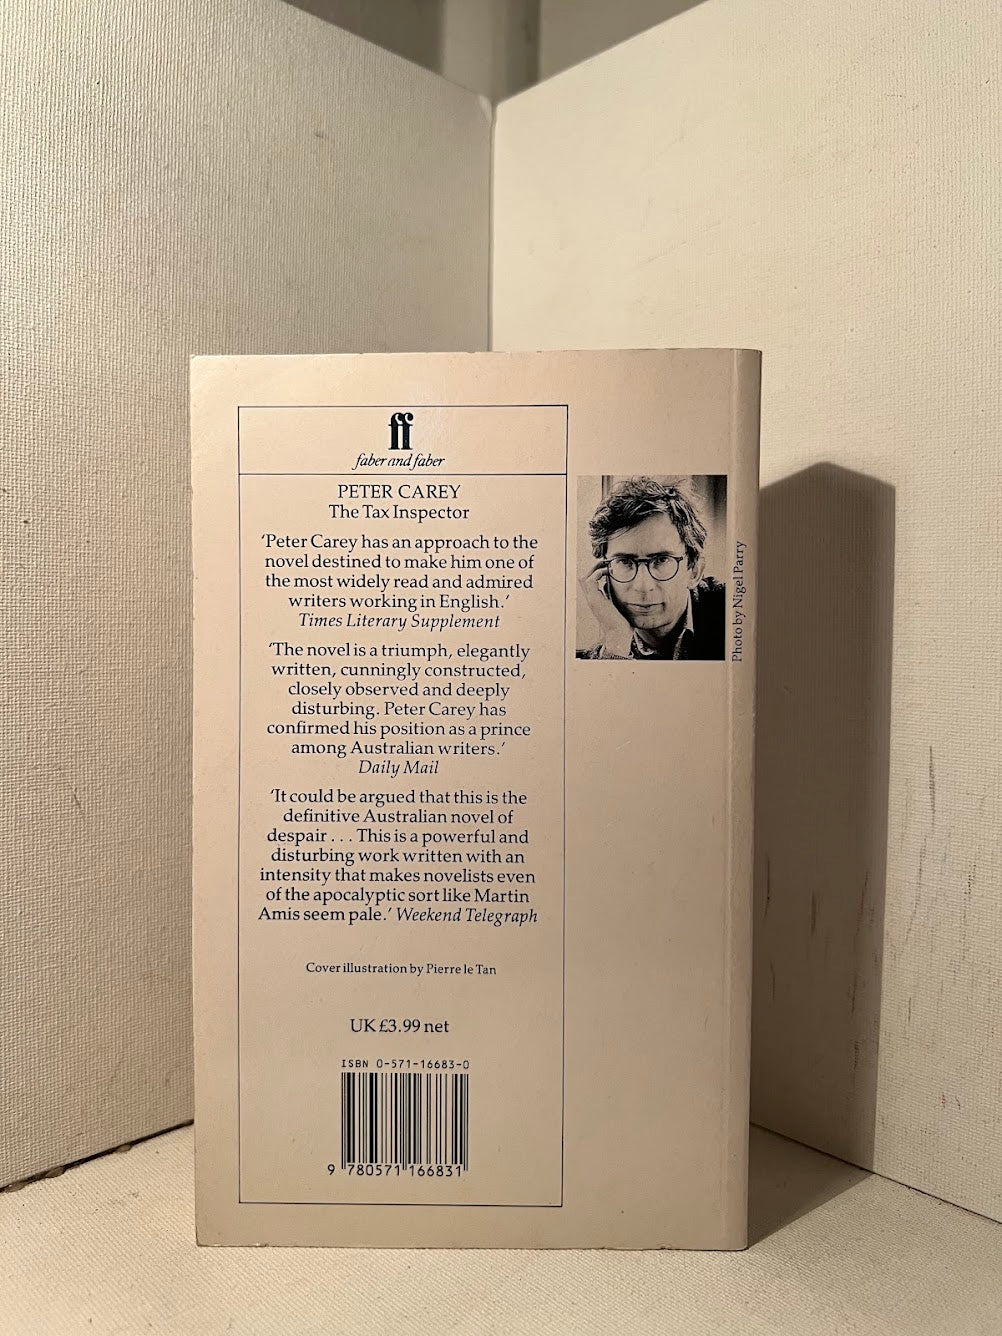 ff
faber and faber
PETER CAREY
The Tax Inspector
‘Peter Carey has an approach to the
novel destined to make him one of
the most widely read and admired
writers working in English.’
Times Literary Supplement
‘The novel is a triumph, elegantly
written, cunningly constructed,
closely observed and deeply
disturbing. Peter Carey has
confirmed his position as a prince
among Australian writers.’
Daily Mail
‘It could be argued that this is the
definitive Australian novel of
despair . . . This is a powerful and
disturbing work written with an
intensity that makes novelists even
of the apocalyptic sort like Martin
Amis seem pale.’ Weekend Telegraph
Cover illustration by Pierre le Tan
UK £3.99 net
ISBN 0-571-16683-0
9 780571 166831
Photo by Nigel Parry